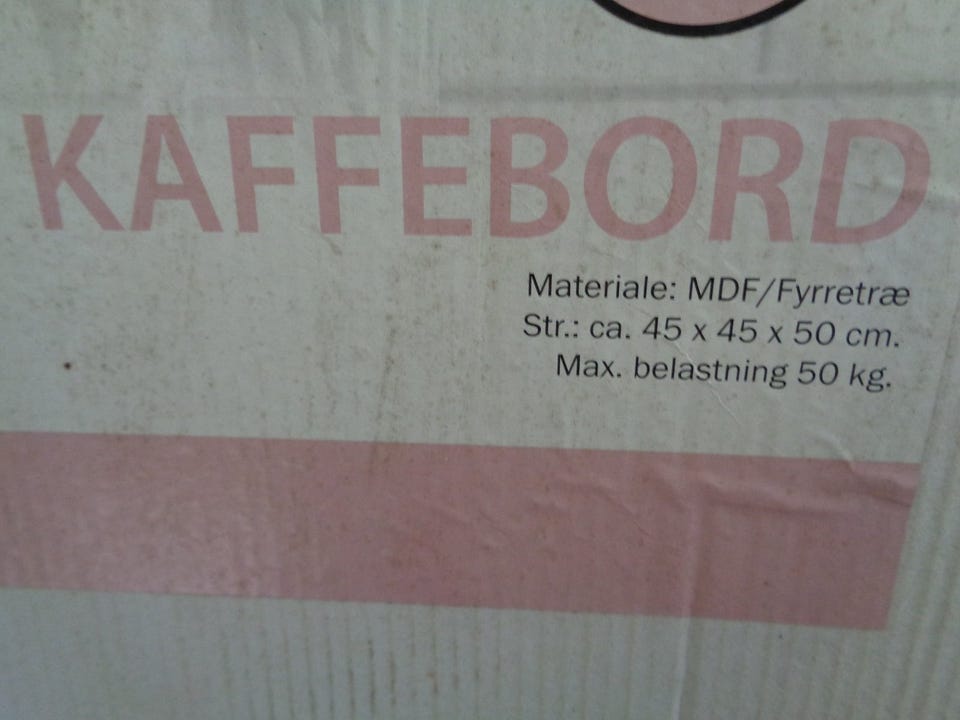 KAFFEBORD
Materiale: MDF/Fyrretræ
Str.: ca. 45 x 45 x 50 cm.
Max. belastning 50 kg.